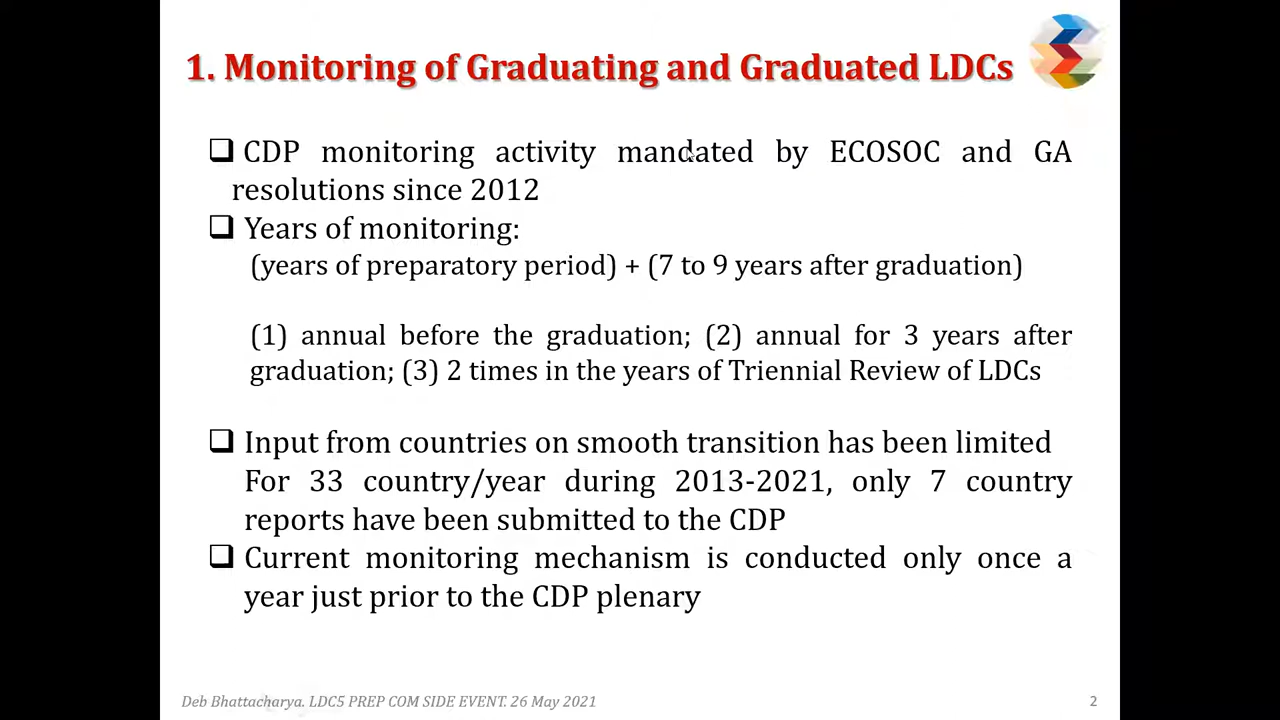 1. Monitoring of Graduating and Graduated LDCs
CDP monitoring activity mandated by ECOSOC and GA
resolutions since 2012
Years of monitoring:
(years of preparatory period) + (7 to 9 years after graduation)
(1) annual before the graduation; (2) annual for 3 years after
graduation; (3) 2 times in the years of Triennial Review of LDCs
Input from countries on smooth transition has been limited
For 33 country/year during 2013-2021, only 7 country
reports have been submitted to the CDP
Current monitoring mechanism is conducted only once a
year just prior to the CDP plenary
Deb Bhattacharya. LDC5 PREP COM SIDE EVENT. 26 May 2021
2